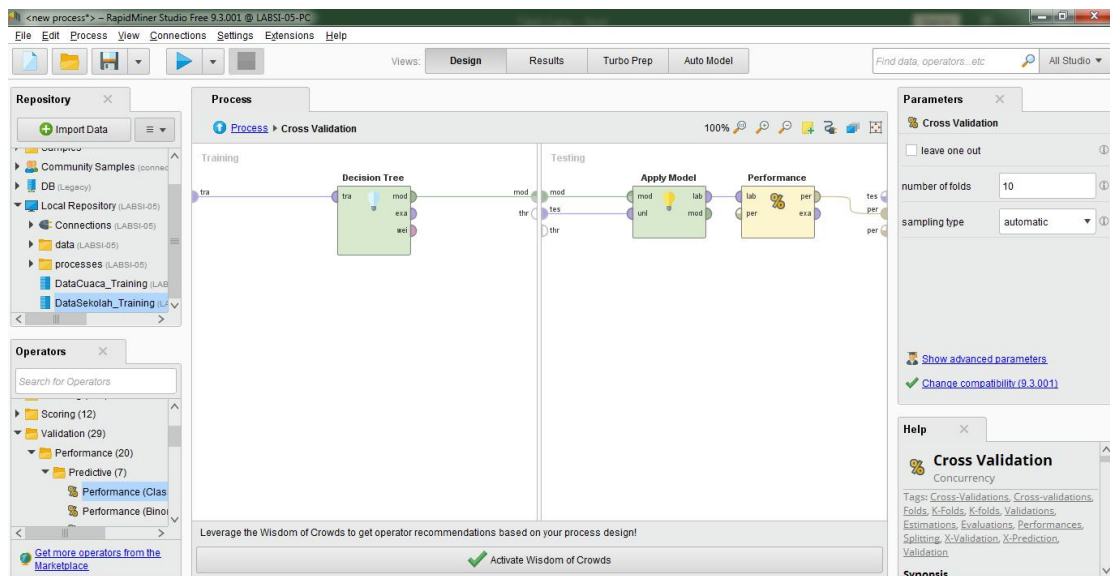 <new process*> – RapidMiner Studio Free 9.3.001 @ LABSI-05-PC
File Edit Process View Connections Settings Extensions Help
Views: Design Results Turbo Prep Auto Model
Find data, operators...etc
All Studio
Repository
Import Data
Samples
Community Samples (connec
DB (Legacy)
Local Repository (LABSI-05)
Connections (LABSI-05)
data (LABSI-05)
processes (LABSI-05)
DataCuaca_Training (LAB
DataSekolah_Training (LA
Operators
Search for Operators
Scoring (12)
Validation (29)
Performance (20)
Predictive (7)
Performance (Clas
Performance (Binor
Get more operators from the
Marketplace
Process
Process Cross Validation
100%
Training
tra
Decision Tree
tra mod
exa
wei
mod
thr
Testing
mod
tes
thr
Apply Model
mod lab
unl mod
Performance
lab % per
per exa
tes
per
per
Leverage the Wisdom of Crowds to get operator recommendations based on your process design!
Activate Wisdom of Crowds
Parameters
Cross Validation
leave one out
number of folds 10
sampling type automatic
Show advanced parameters
Change compatibility (9.3.001)
Help
Cross Validation
Concurrency
Tags: Cross-Validations, Cross-validations,
Folds, K-Folds, K-folds, Validations,
Estimations, Evaluations, Performances,
Splitting, X-Validation, X-Prediction,
Validation
Synopsis